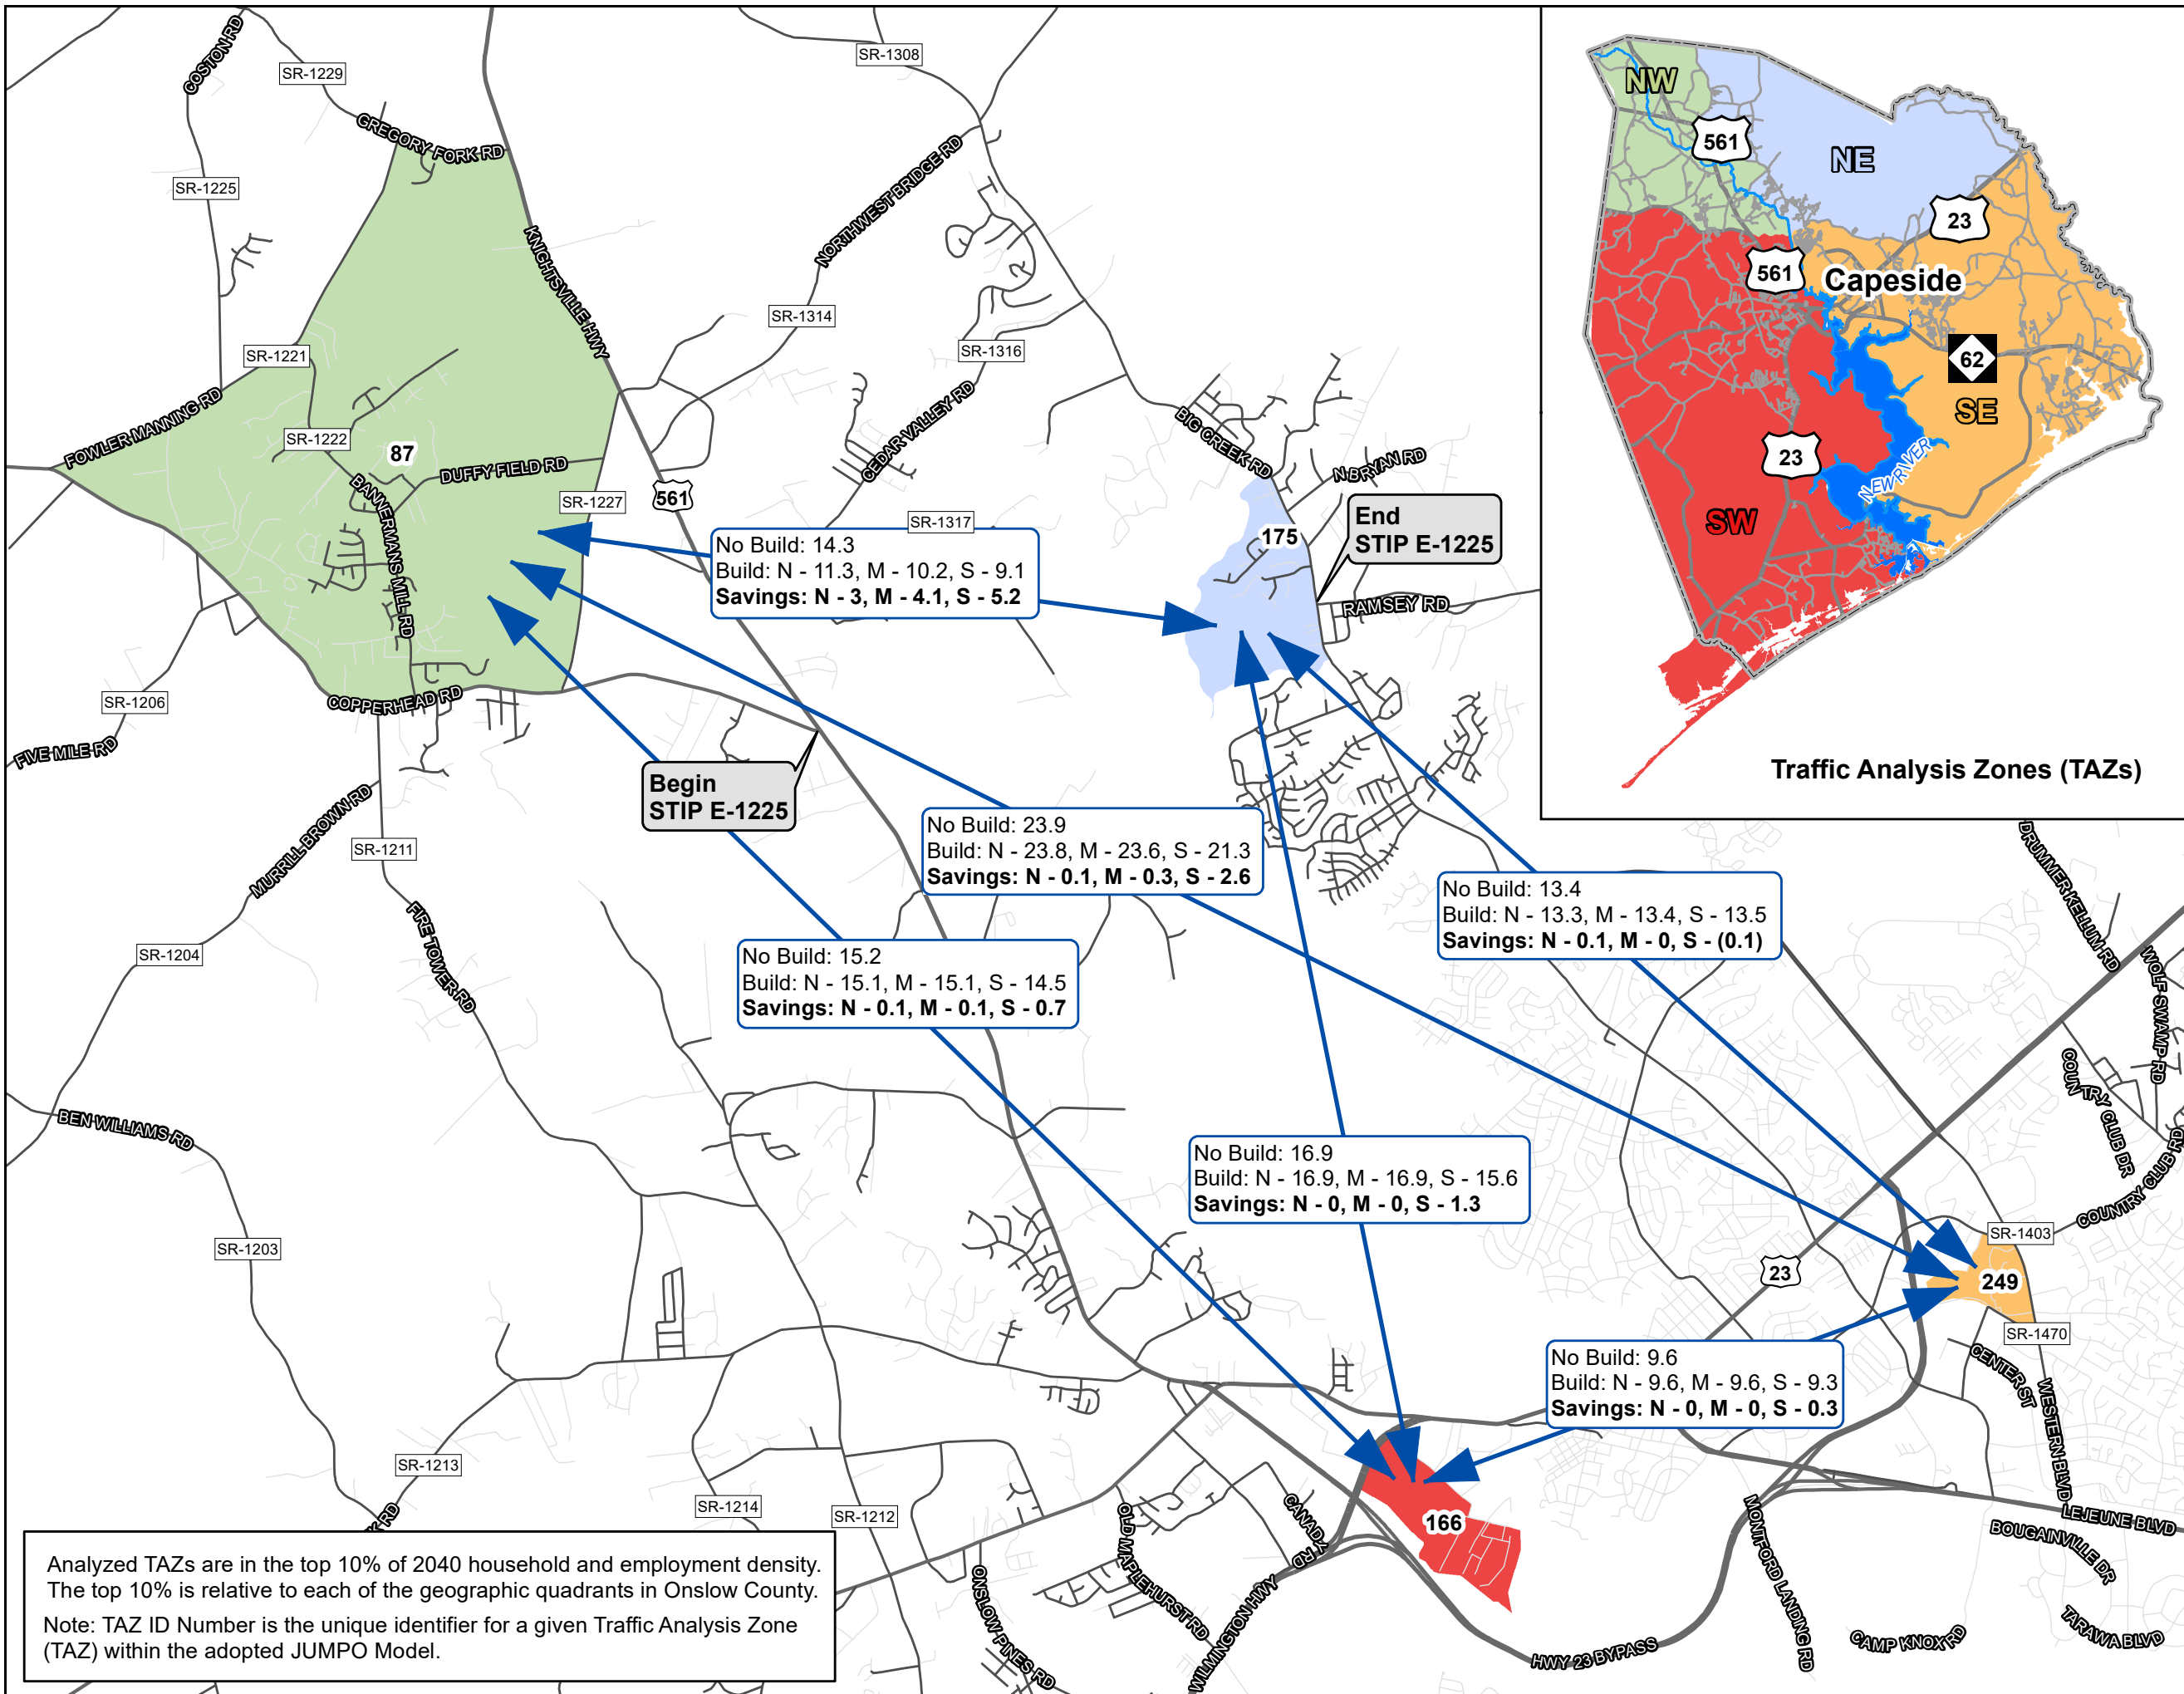 COSTON RD
SR-1229
SR-1308
GREGORY FORK RD
SR-1225
NORTHWEST BRIDGE RD
KNIGHTSVILLE HWY
SR-1314
SR-1221
SR-1316
FOWLER MANNING RD
SR-1222
87
DUFFY FIELD RD
CEDAR VALLEY RD
BIG CREEK RD
N BRYAN RD
BANNERMANS MILL RD
SR-1227
561
SR-1317
175
End
STIP E-1225
RAMSEY RD
No Build: 14.3
Build: N - 11.3, M - 10.2, S - 9.1
Savings: N - 3, M - 4.1, S - 5.2
COPPERHEAD RD
SR-1206
FIVE MILE RD
Begin
STIP E-1225
MURRILL BROWN RD
SR-1211
No Build: 23.9
Build: N - 23.8, M - 23.6, S - 21.3
Savings: N - 0.1, M - 0.3, S - 2.6
No Build: 13.4
Build: N - 13.3, M - 13.4, S - 13.5
Savings: N - 0.1, M - 0, S - (0.1)
SR-1204
FIRE TOWER RD
No Build: 15.2
Build: N - 15.1, M - 15.1, S - 14.5
Savings: N - 0.1, M - 0.1, S - 0.7
DRUMMER KELLUM RD
WOLF SWAMP RD
COUNTRY CLUB DR
COUNTRY CLUB RD
BEN WILLIAMS RD
No Build: 16.9
Build: N - 16.9, M - 16.9, S - 15.6
Savings: N - 0, M - 0, S - 1.3
SR-1203
SR-1403
23
249
SR-1470
CENTER ST
WESTERN BLVD
No Build: 9.6
Build: N - 9.6, M - 9.6, S - 9.3
Savings: N - 0, M - 0, S - 0.3
SR-1213
SR-1214
SR-1212
166
CANADY RD
OLD MAPLEHURST RD
WILMINGTON HWY
ONSLOW PINES RD
HWY 23 BYPASS
MONTFORD LANDING RD
LEJEUNE BLVD
BOUGAINVILLE DR
CAMP KNOX RD
TARAWA BLVD
K RD
Analyzed TAZs are in the top 10% of 2040 household and employment density.
The top 10% is relative to each of the geographic quadrants in Onslow County.
Note: TAZ ID Number is the unique identifier for a given Traffic Analysis Zone
(TAZ) within the adopted JUMPO Model.
NW
561
NE
23
561
Capeside
62
SE
23
NEW RIVER
SW
Traffic Analysis Zones (TAZs)